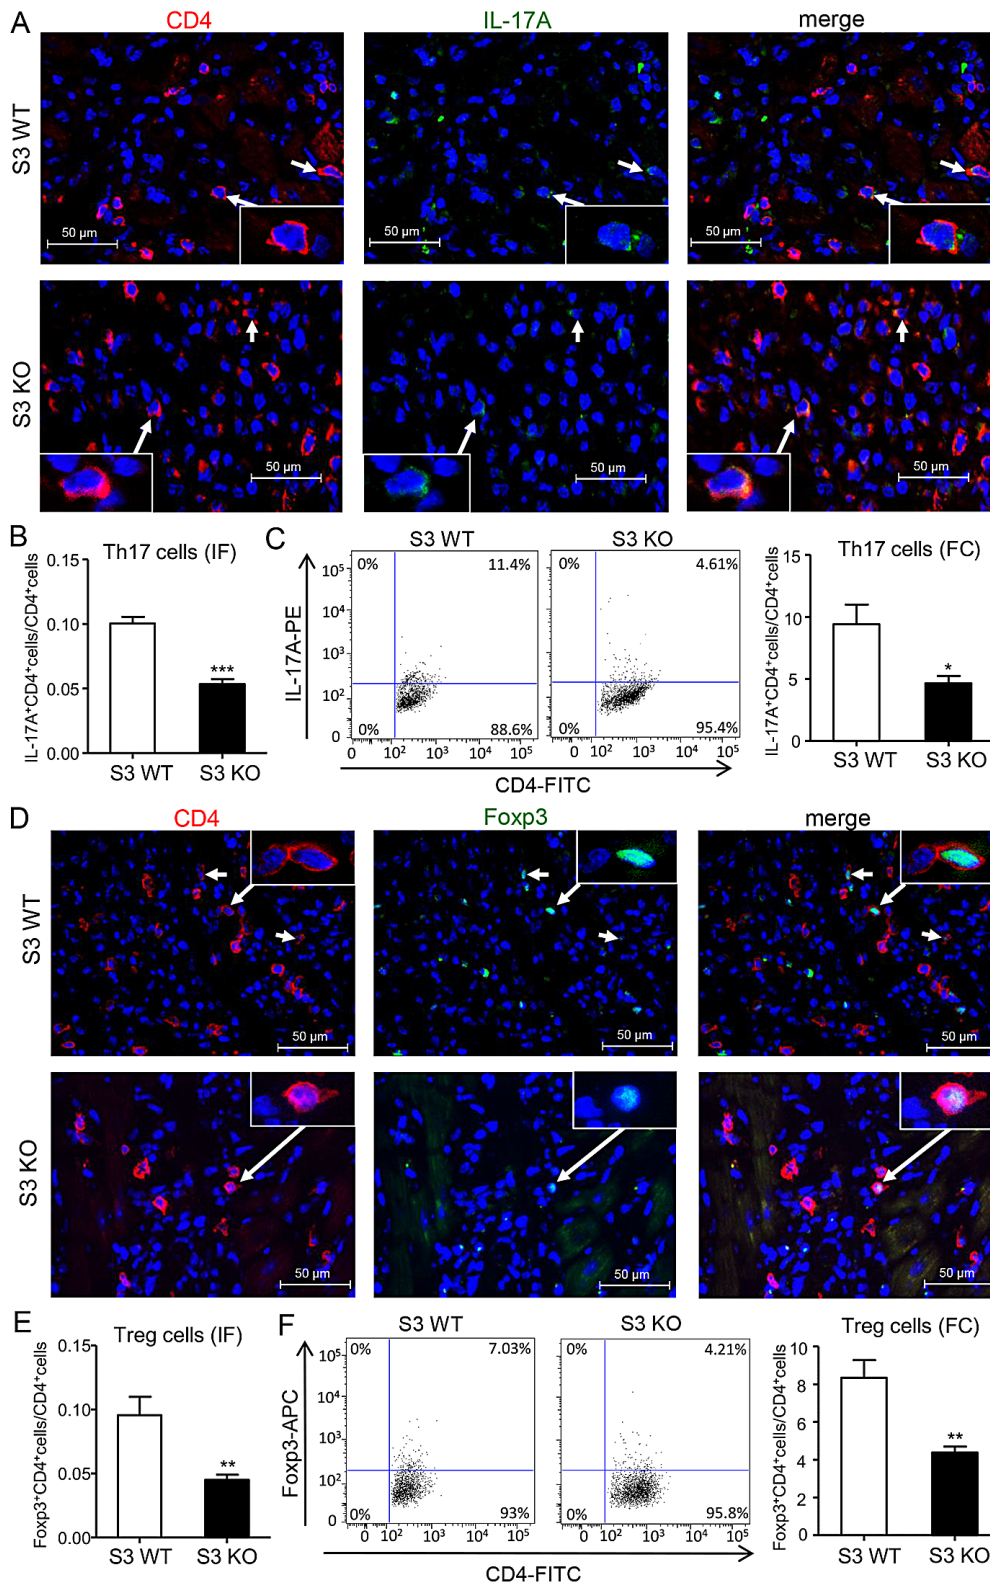 A
CD4
IL-17A
merge
S3 WT
50 µm
50 µm
50 µm
S3 KO
50 µm
50 µm
50 µm
B
Th17 cells (IF)
IL-17A⁺CD4⁺cells/CD4⁺cells
0.15
0.10
0.05
0.00
***
S3 WT
S3 KO
C
S3 WT
S3 KO
IL-17A-PE
10⁵
10⁴
10³
10²
0
0%
11.4%
0%
88.6%
0 10² 10³ 10⁴ 10⁵
0%
4.61%
0%
95.4%
0 10² 10³ 10⁴ 10⁵
CD4-FITC
Th17 cells (FC)
IL-17A⁺CD4⁺cells/CD4⁺cells
15
10
5
0
*
S3 WT
S3 KO
D
CD4
Foxp3
merge
S3 WT
50 µm
50 µm
50 µm
S3 KO
50 µm
50 µm
50 µm
E
Treg cells (IF)
Foxp3⁺CD4⁺cells/CD4⁺cells
0.15
0.10
0.05
0.00
**
S3 WT
S3 KO
F
S3 WT
S3 KO
Foxp3-APC
10⁵
10⁴
10³
10²
0
0%
7.03%
0%
93%
0 10² 10³ 10⁴ 10⁵
10⁵
10⁴
10³
10²
0
0%
4.21%
0%
95.8%
0 10² 10³ 10⁴ 10⁵
CD4-FITC
Treg cells (FC)
Foxp3⁺CD4⁺cells/CD4⁺cells
8
6
4
2
0
**
S3 WT
S3 KO